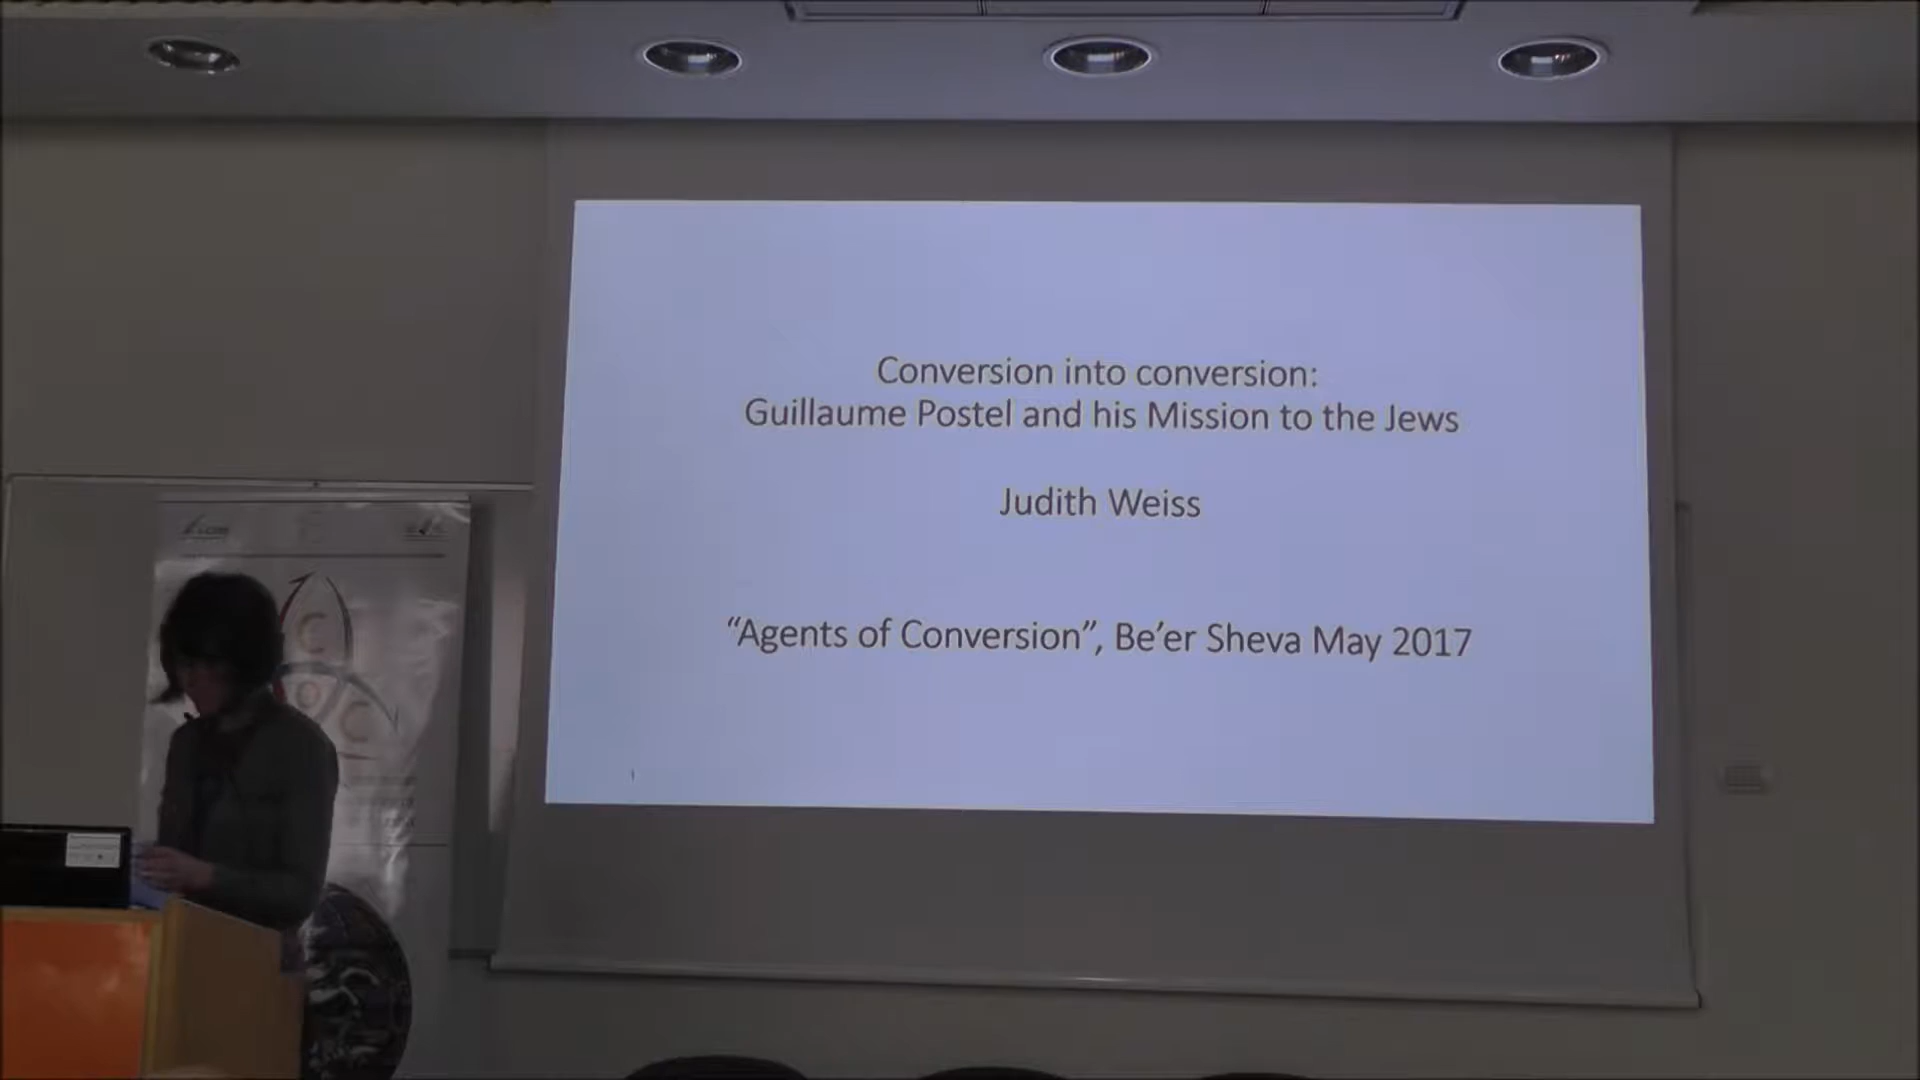 Conversion into conversion:
Guillaume Postel and his Mission to the Jews
Judith Weiss
“Agents of Conversion”, Be’er Sheva May 2017